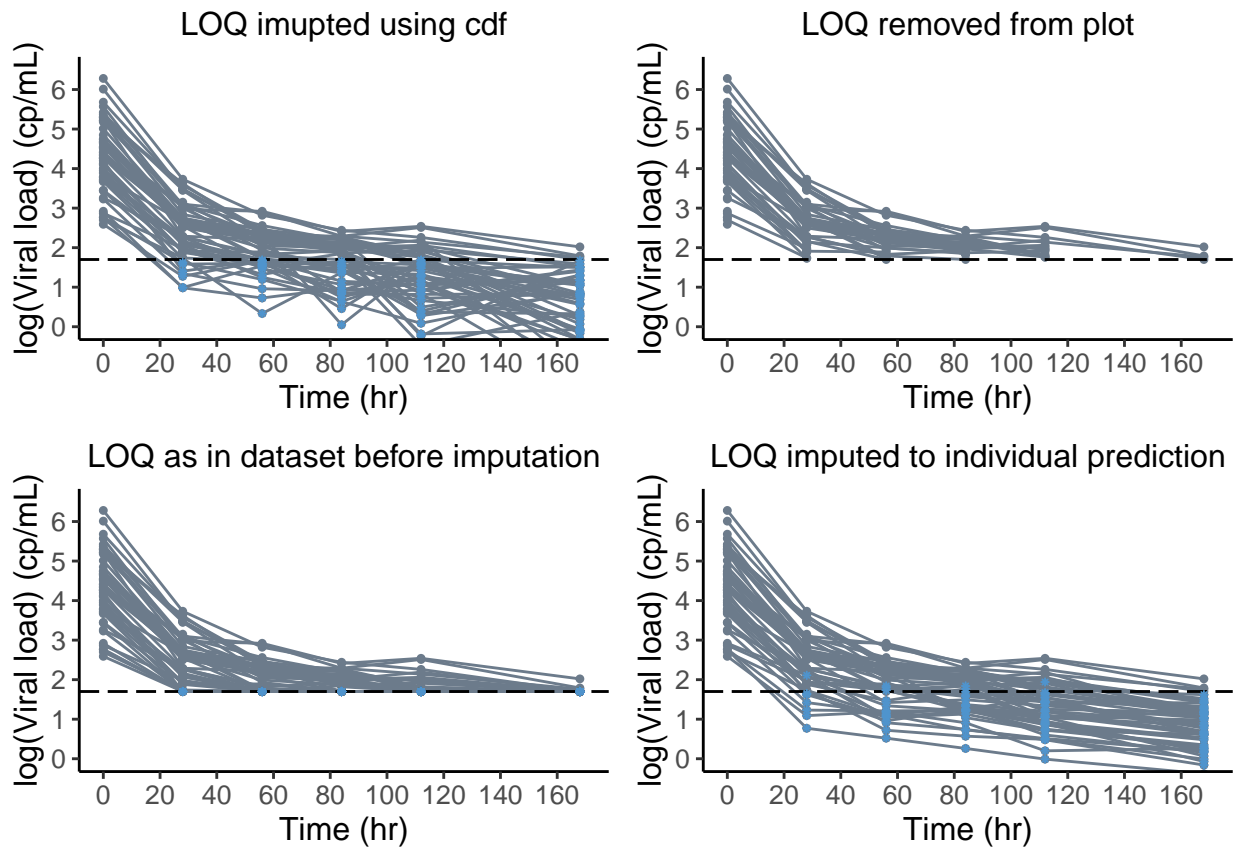 LOQ imupted using cdf
log(Viral load) (cp/mL)
6
5
4
3
2
1
0
0 20 40 60 80 100 120 140 160
Time (hr)
LOQ removed from plot
log(Viral load) (cp/mL)
6
5
4
3
2
1
0
0 20 40 60 80 100 120 140 160
Time (hr)
LOQ as in dataset before imputation
log(Viral load) (cp/mL)
6
5
4
3
2
1
0
0 20 40 60 80 100 120 140 160
Time (hr)
LOQ imputed to individual prediction
log(Viral load) (cp/mL)
6
5
4
3
2
1
0
0 20 40 60 80 100 120 140 160
Time (hr)